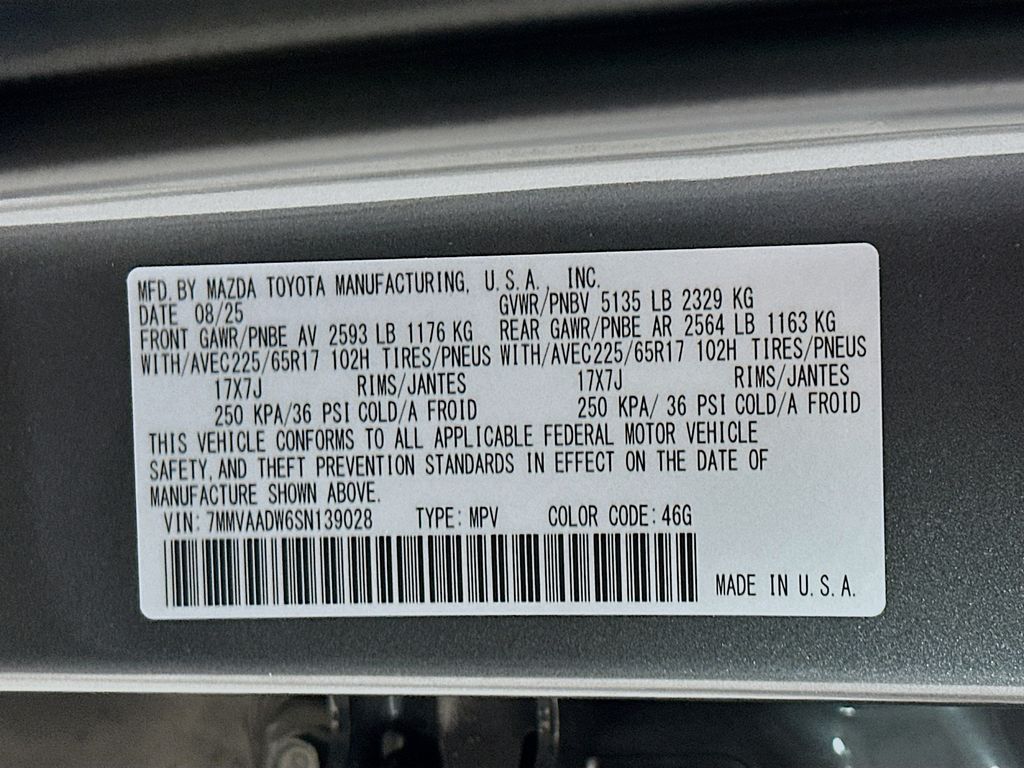 MFD. BY MAZDA TOYOTA MANUFACTURING, U.S.A., INC.
DATE 08/25 GVWR/PNBV 5135 LB 2329 KG
FRONT GAWR/PNBE AV 2593 LB 1176 KG REAR GAWR/PNBE AR 2564 LB 1163 KG
WITH/AVEC225/65R17 102H TIRES/PNEUS WITH/AVEC225/65R17 102H TIRES/PNEUS
17X7J RIMS/JANTES 17X7J RIMS/JANTES
250 KPA/36 PSI COLD/A FROID 250 KPA/ 36 PSI COLD/A FROID
THIS VEHICLE CONFORMS TO ALL APPLICABLE FEDERAL MOTOR VEHICLE
SAFETY, AND THEFT PREVENTION STANDARDS IN EFFECT ON THE DATE OF
MANUFACTURE SHOWN ABOVE.
VIN: 7MMVAADW6SN139028 TYPE: MPV COLOR CODE: 46G
MADE IN U.S.A.